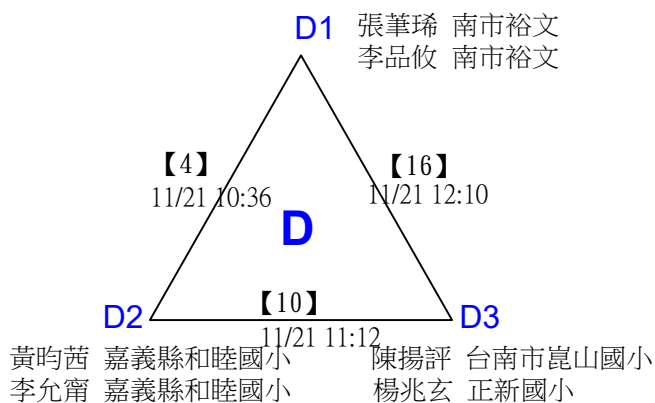 D1 張葦琋 南市裕文
李品攸 南市裕文
【4】
11/21 10:36
【16】
11/21 12:10
D
【10】
11/21 11:12
D2
D3
黃昀茜 嘉義縣和睦國小
李允甯 嘉義縣和睦國小
陳揚評 台南市崑山國小
楊兆玄 正新國小